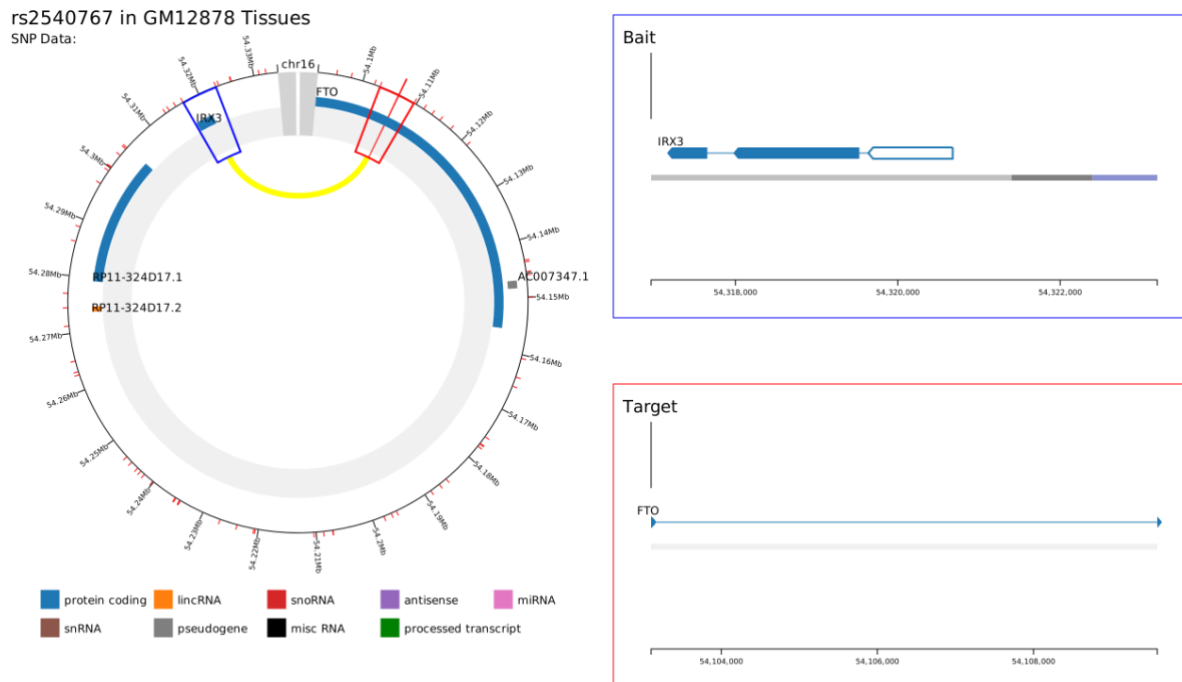 rs2540767 in GM12878 Tissues
SNP Data:
chr16
FTO
54.1Mb
54.11Mb
54.12Mb
54.13Mb
54.14Mb
AC007347.1
54.15Mb
54.16Mb
54.17Mb
54.18Mb
54.19Mb
54.2Mb
54.21Mb
54.22Mb
54.23Mb
54.24Mb
54.25Mb
54.26Mb
54.27Mb
RP11-324D17.2
54.28Mb
RP11-324D17.1
54.29Mb
54.3Mb
54.31Mb
54.32Mb
IRX3
54.33Mb
protein coding lincRNA snoRNA antisense miRNA
snRNA pseudogene misc RNA processed transcript
Bait
IRX3
54,318,000 54,320,000 54,322,000
Target
FTO
54,104,000 54,106,000 54,108,000